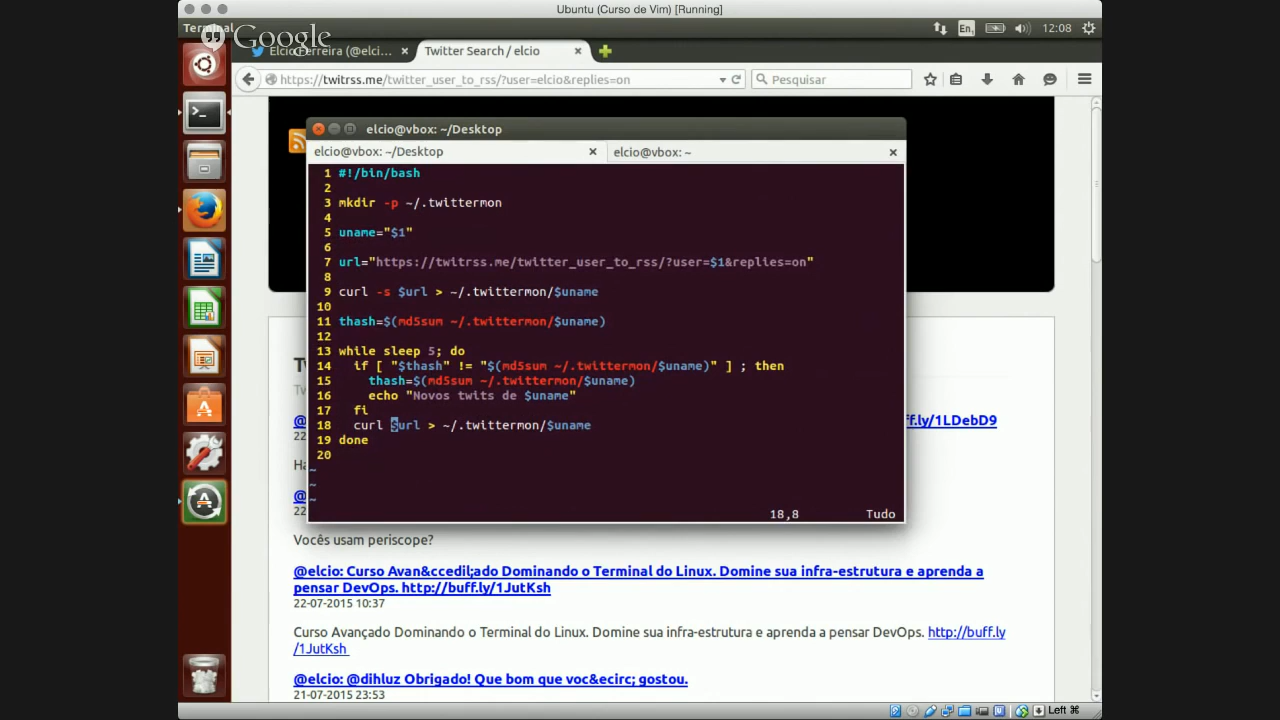 Ubuntu (Curso de Vim) [Running]
Terminal
Google
En
12:08
Elcio Ferreira (@elci... ×
Twitter Search / elcio ×
https://twitrss.me/twitter_user_to_rss/?user=elcio&replies=on
Pesquisar
elcio@vbox: ~/Desktop
elcio@vbox: ~/Desktop ×
elcio@vbox: ~ ×
1 #!/bin/bash
2
3 mkdir -p ~/.twittermon
4
5 uname="$1"
6
7 url="https://twitrss.me/twitter_user_to_rss/?user=$1&replies=on"
8
9 curl -s $url > ~/.twittermon/$uname
10
11 thash=$(md5sum ~/.twittermon/$uname)
12
13 while sleep 5; do
14   if [ "$thash" != "$(md5sum ~/.twittermon/$uname)" ] ; then
15     thash=$(md5sum ~/.twittermon/$uname)
16     echo "Novos twits de $uname"
17   fi
18   curl $url > ~/.twittermon/$uname
19 done
20
~
~
~
18,8 Tudo
ff.ly/1LDebD9
Vocês usam periscope?
@elcio: Curso Avan&ccedil;ado Dominando o Terminal do Linux. Domine sua infra-estrutura e aprenda a
pensar DevOps. http://buff.ly/1JutKsh
22-07-2015 10:37
Curso Avançado Dominando o Terminal do Linux. Domine sua infra-estrutura e aprenda a pensar DevOps. http://buff.ly
/1JutKsh
@elcio: @dihluz Obrigado! Que bom que voc&ecirc; gostou.
21-07-2015 23:53
Left ⌘